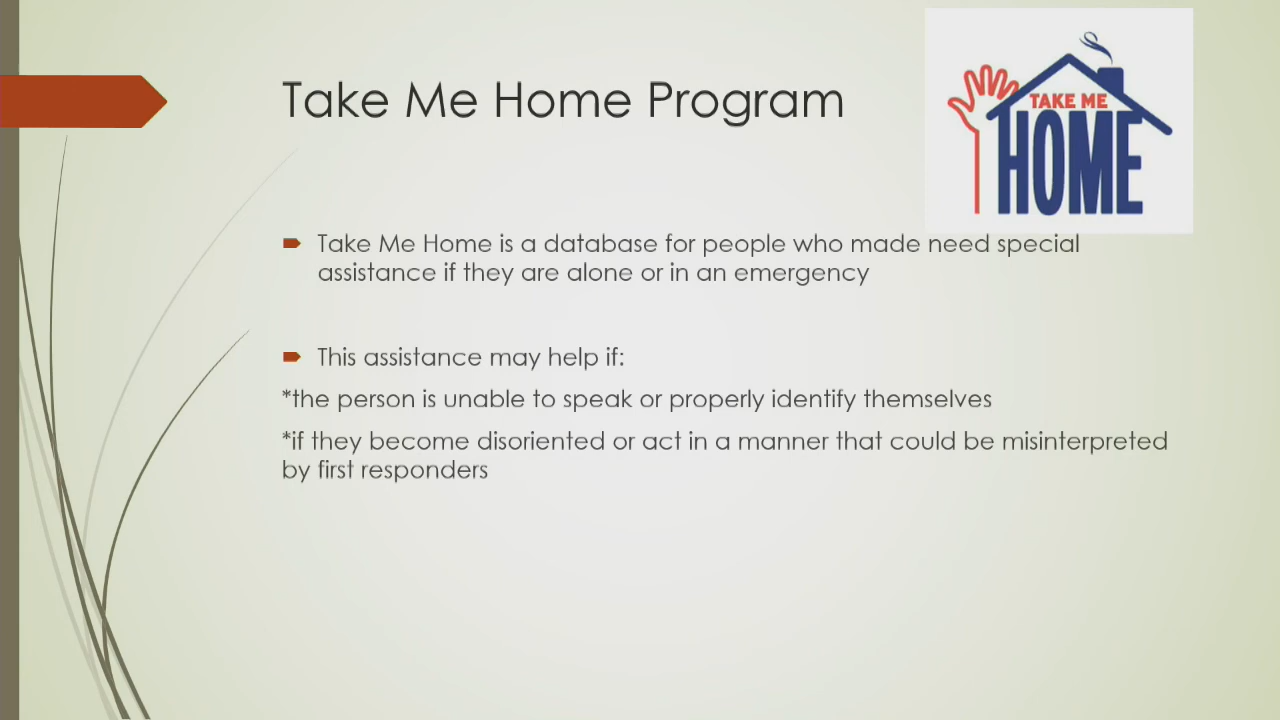 Take Me Home Program
TAKE ME
HOME
Take Me Home is a database for people who made need special
assistance if they are alone or in an emergency
This assistance may help if:
*the person is unable to speak or properly identify themselves
*if they become disoriented or act in a manner that could be misinterpreted
by first responders